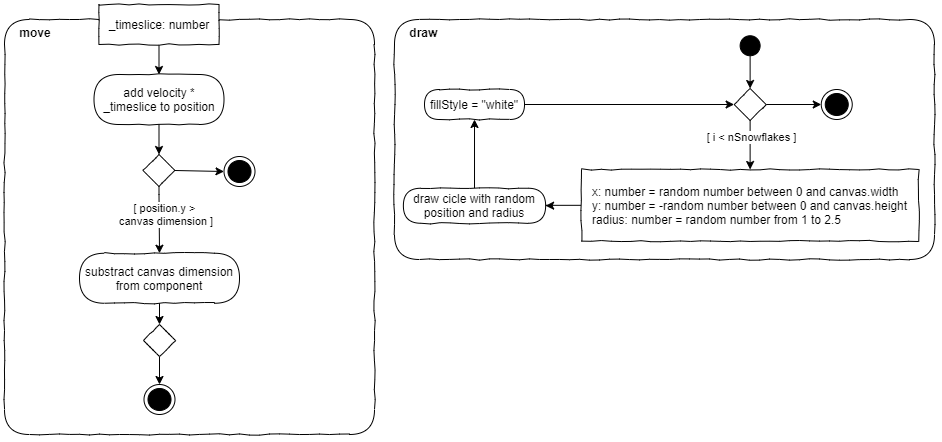 move
_timeslice: number
add velocity *
_timeslice to position
[ position.y >
canvas dimension ]
substract canvas dimension
from component
draw
fillStyle = "white"
[ i < nSnowflakes ]
draw cicle with random
position and radius
x: number = random number between 0 and canvas.width
y: number = -random number between 0 and canvas.height
radius: number = random number from 1 to 2.5